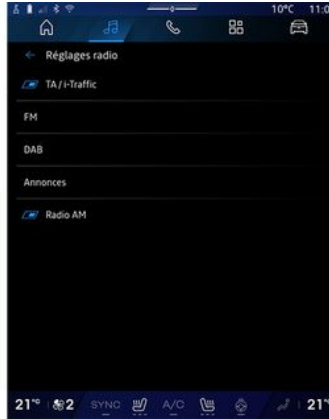 10°C 11:0
Réglages radio
TA / i-Traffic
FM
DAB
Annonces
Radio AM
21°C 2 SYNC A/C 21°